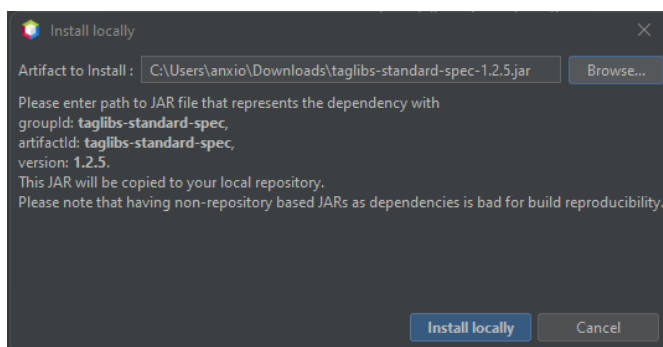 Install locally
Artifact to Install : C:\Users\anxio\Downloads\taglibs-standard-spec-1.2.5.jar Browse...
Please enter path to JAR file that represents the dependency with
groupId: taglibs-standard-spec,
artifactId: taglibs-standard-spec,
version: 1.2.5.
This JAR will be copied to your local repository.
Please note that having non-repository based JARs as dependencies is bad for build reproducibility.
Install locally Cancel